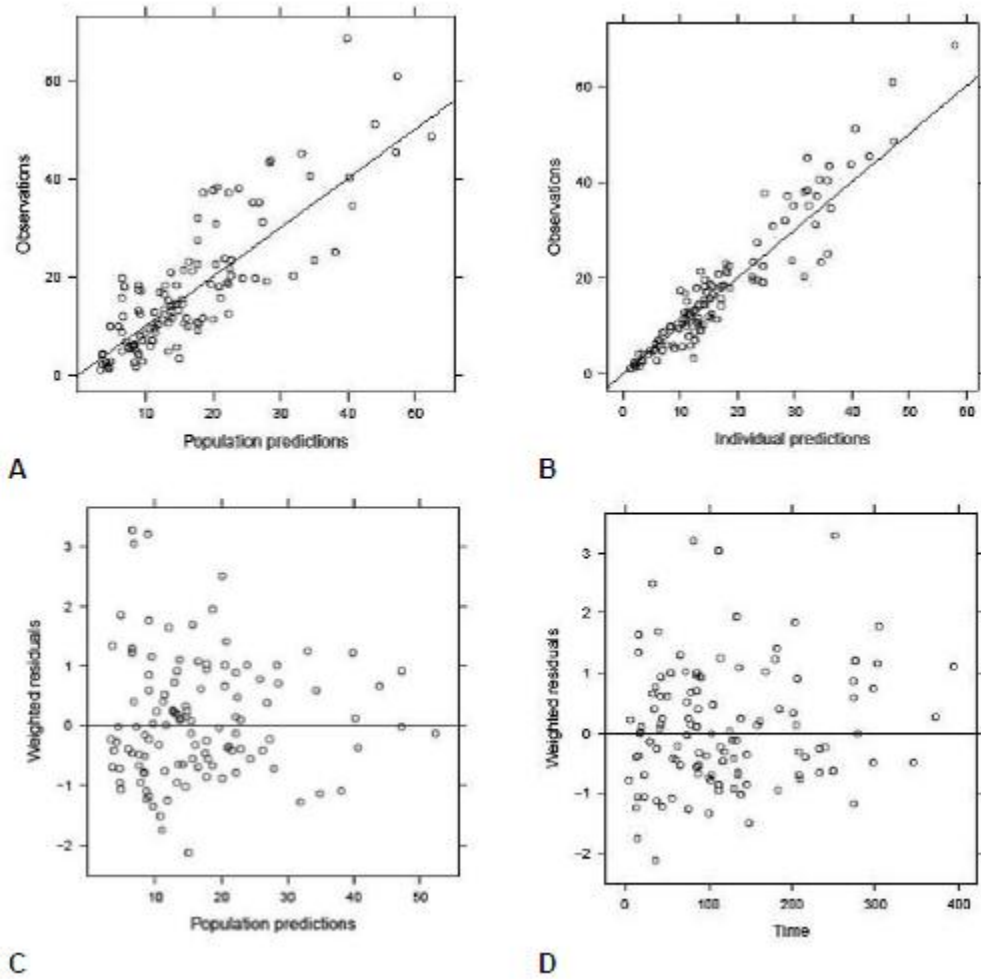 60
40
20
0
Observations
10 20 30 40 60
Population predictions
A
60
40
20
0
Observations
0 10 20 30 40 50 60
Individual predictions
B
3
2
1
0
-1
-2
Weighted residuals
10 20 30 40 50
Population predictions
C
3
2
1
0
-1
-2
Weighted residuals
0 100 200 300 400
Time
D